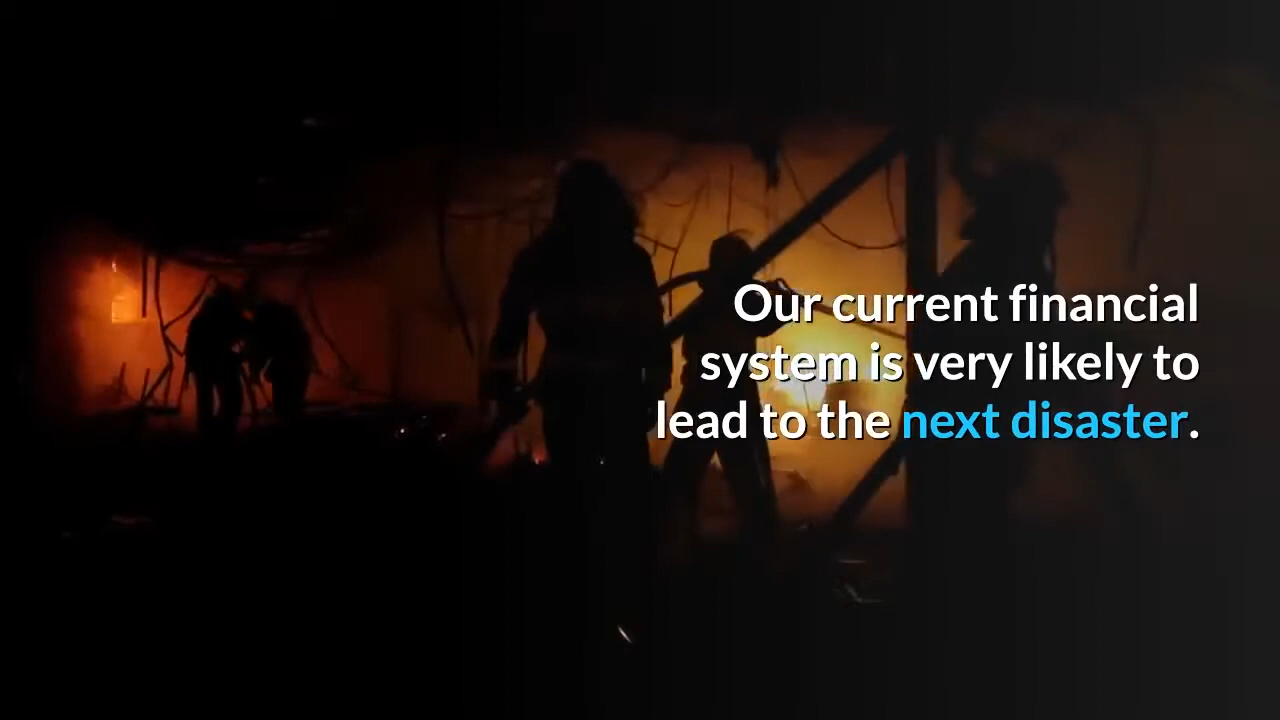 Our current financial
system is very likely to
lead to the next disaster.